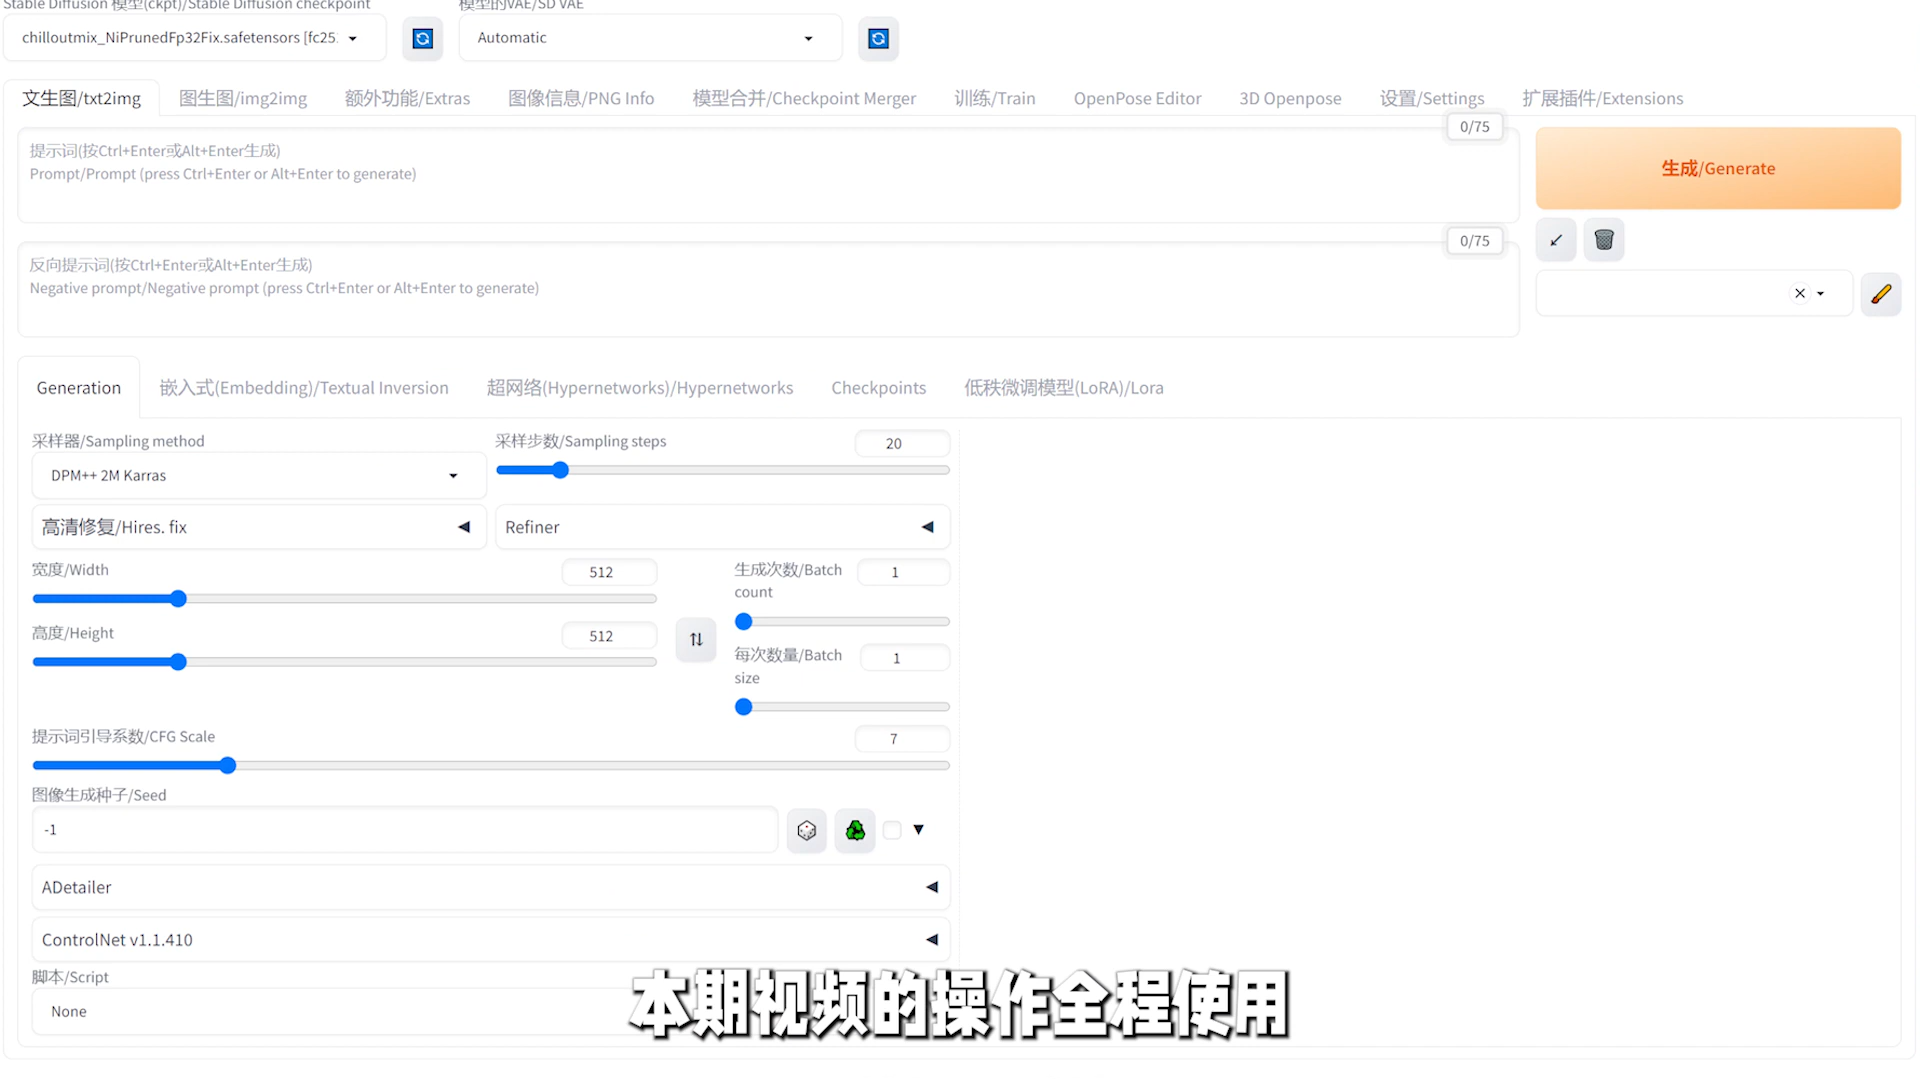 Stable Diffusion 模型(ckpt)/Stable Diffusion checkpoint
模型的VAE/SD VAE
chilloutmix_NiPrunedFp32Fix.safetensors [fc25
Automatic
文生图/txt2img
图生图/img2img
额外功能/Extras
图像信息/PNG Info
模型合并/Checkpoint Merger
训练/Train
OpenPose Editor
3D Openpose
设置/Settings
扩展插件/Extensions
0/75
提示词(按Ctrl+Enter或Alt+Enter生成)
Prompt/Prompt (press Ctrl+Enter or Alt+Enter to generate)
生成/Generate
0/75
反向提示词(按Ctrl+Enter或Alt+Enter生成)
Negative prompt/Negative prompt (press Ctrl+Enter or Alt+Enter to generate)
Generation
嵌入式(Embedding)/Textual Inversion
超网络(Hypernetworks)/Hypernetworks
Checkpoints
低秩微调模型(LoRA)/Lora
采样器/Sampling method
DPM++ 2M Karras
采样步数/Sampling steps
20
高清修复/Hires. fix
Refiner
宽度/Width
512
高度/Height
512
生成次数/Batch
count
1
每次数量/Batch
size
1
提示词引导系数/CFG Scale
7
图像生成种子/Seed
-1
ADetailer
ControlNet v1.1.410
脚本/Script
None
本期视频的操作全程使用